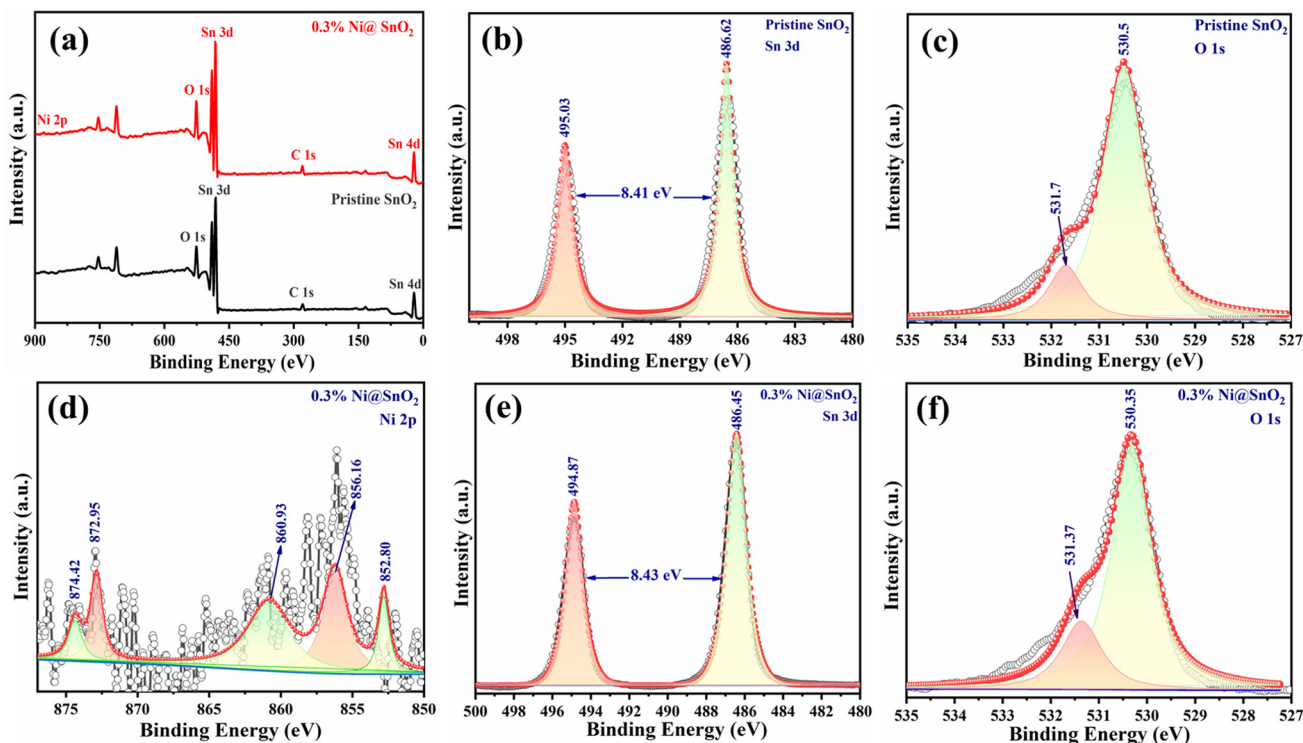 (a)
0.3% Ni@ SnO2
Sn 3d
O 1s
Ni 2p
C 1s
Sn 4d
Pristine SnO2
Sn 3d
O 1s
C 1s
Sn 4d
Intensity (a.u.)
900 750 600 450 300 150 0
Binding Energy (eV)
(b)
Pristine SnO2
Sn 3d
486.62
495.03
8.41 eV
Intensity (a.u.)
498 496 494 492 490 488 486 484 482 480
Binding Energy (eV)
(c)
Pristine SnO2
O 1s
530.5
531.7
Intensity (a.u.)
535 534 533 532 531 530 529 528 527
Binding Energy (eV)
(d)
0.3% Ni@SnO2
Ni 2p
874.42
872.95
860.93
856.16
852.80
Intensity (a.u.)
875 870 865 860 855 850
Binding Energy (eV)
(e)
0.3% Ni@SnO2
Sn 3d
486.45
494.87
8.43 eV
Intensity (a.u.)
500 498 496 494 492 490 488 486 484 482 480
Binding Energy (eV)
(f)
0.3% Ni@SnO2
O 1s
530.35
531.37
Intensity (a.u.)
535 534 533 532 531 530 529 528 527
Binding Energy (eV)